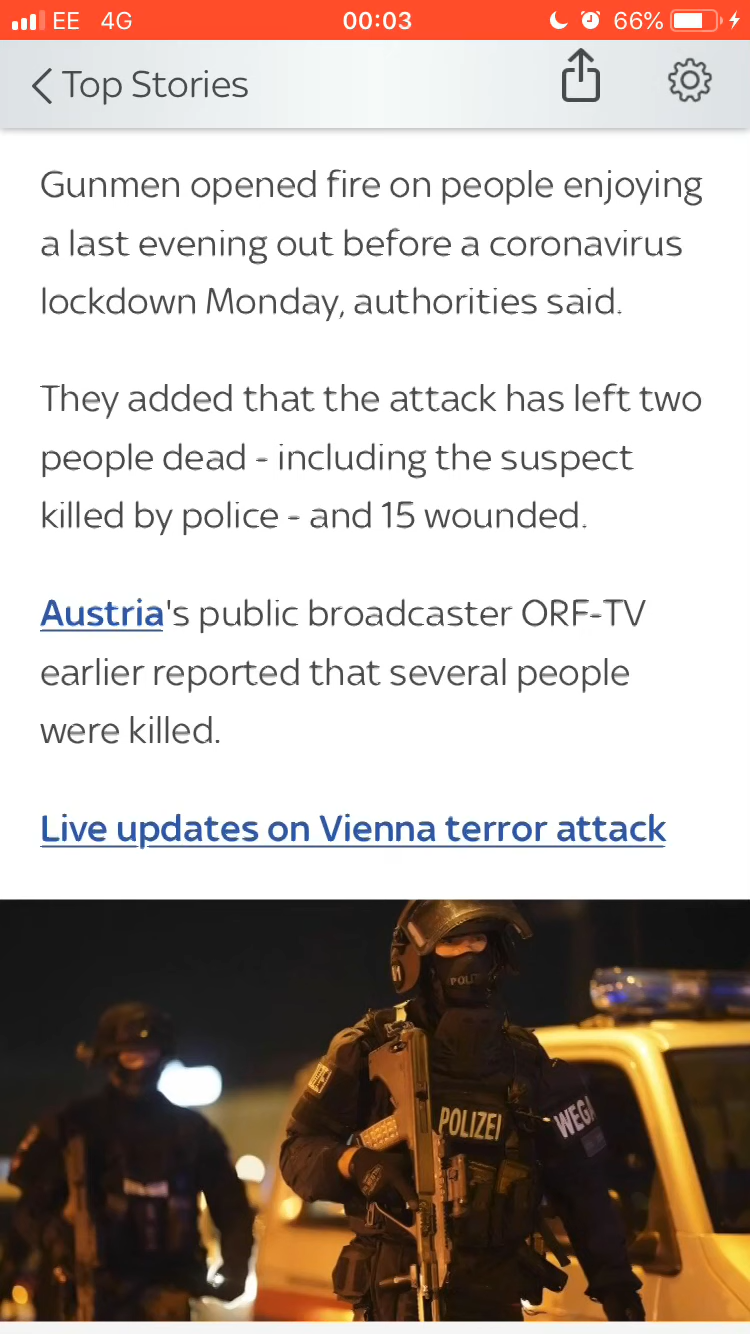 EE 4G 00:03 66%
Top Stories
Gunmen opened fire on people enjoying
a last evening out before a coronavirus
lockdown Monday, authorities said.
They added that the attack has left two
people dead - including the suspect
killed by police - and 15 wounded.
Austria's public broadcaster ORF-TV
earlier reported that several people
were killed.
Live updates on Vienna terror attack
POLIZEI
WEGA